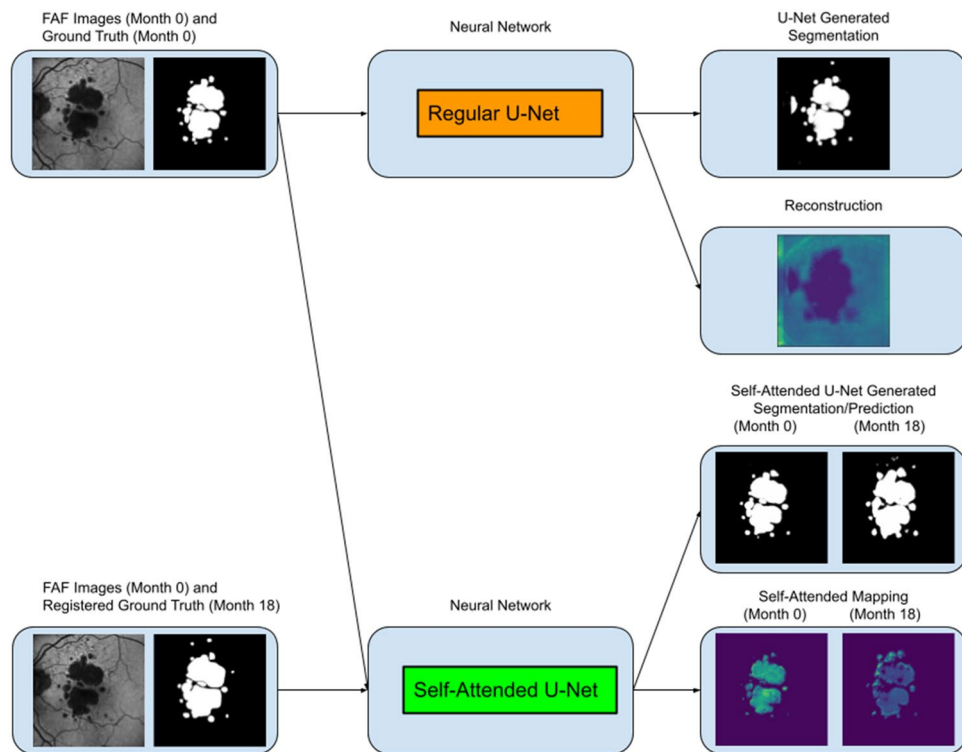 FAF Images (Month 0) and
Ground Truth (Month 0)
Neural Network
U-Net Generated
Segmentation
Regular U-Net
Reconstruction
Self-Attended U-Net Generated
Segmentation/Prediction
(Month 0) (Month 18)
FAF Images (Month 0) and
Registered Ground Truth (Month 18)
Neural Network
Self-Attended Mapping
(Month 0) (Month 18)
Self-Attended U-Net